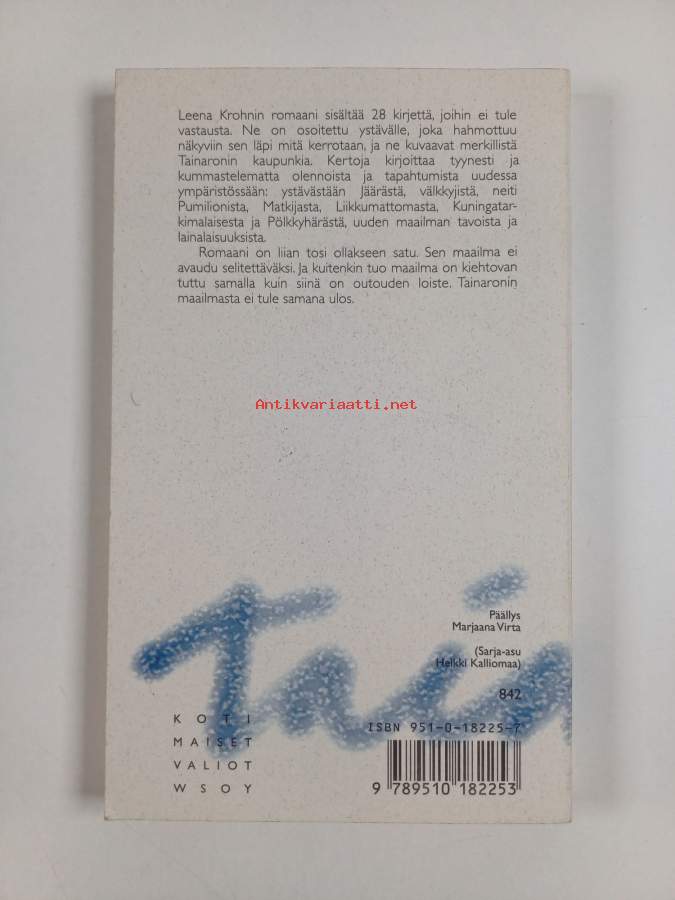 Leena Krohnin romaani sisältää 28 kirjettä, joihin ei tule
vastausta. Ne on osoitettu ystävälle, joka hahmottuu
näkyviin sen läpi mitä kerrotaan, ja ne kuvaavat merkillistä
Tainaronin kaupunkia. Kertoja kirjoittaa tyynesti ja
kummastelematta olennoista ja tapahtumista uudessa
ympäristössään: ystävästään Jäärästä, välkkyjistä, neiti
Pumilionista, Matkijasta, Liikkumattomasta, Kuningatar-
kimalaisesta ja Pölkkyhärästä, uuden maailman tavoista ja
lainalaisuuksista.
Romaani on liian tosi ollakseen satu. Sen maailma ei
avaudu selitettäväksi. Ja kuitenkin tuo maailma on kiehtovan
tuttu samalla kuin siinä on outouden loiste. Tainaronin
maailmasta ei tule samana ulos.
Antikvariaatti.net
Tain
Päällys
Marjaana Virta
(Sarja-asu
Heikki Kalliomaa)
842
KOTI
MAISET
VALIOT
WSOY
ISBN 951-0-18225-7
9 789510 182253